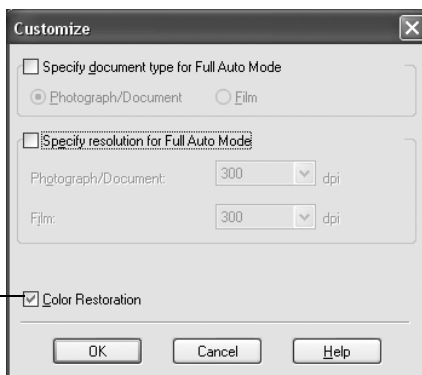 Customize
Specify document type for Full Auto Mode
Photograph/Document Film
Specify resolution for Full Auto Mode
Photograph/Document: 300 dpi
Film: 300 dpi
Color Restoration
OK Cancel Help